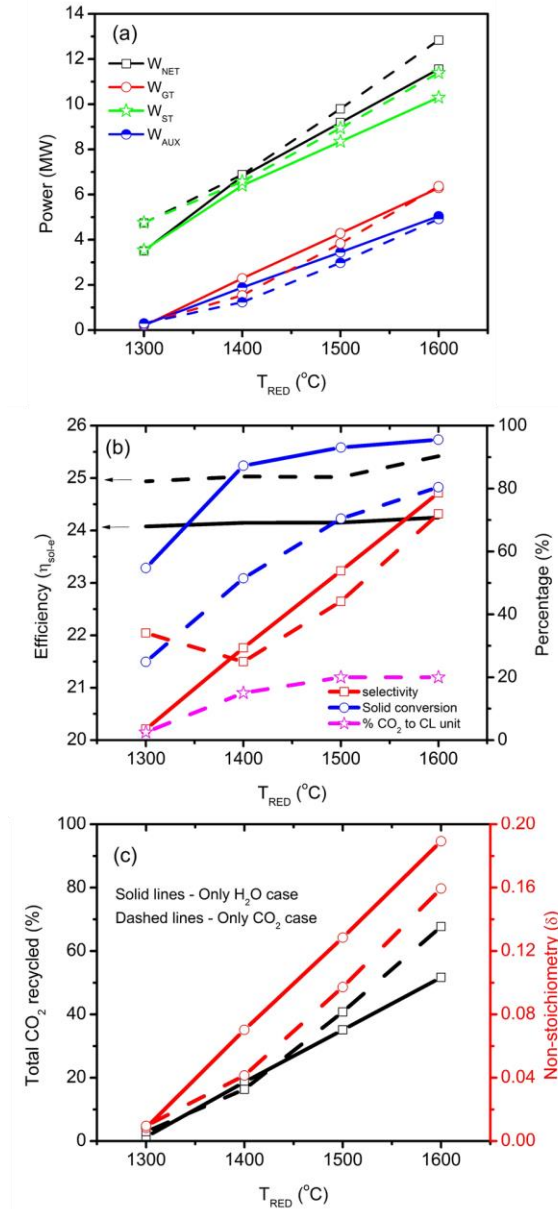 (a)
W_NET
W_GT
W_ST
W_AUX
Power (MW)
14
13
12
10
8
6
4
2
0
1300 1400 1500 1600
T_RED (°C)
(b)
Efficiency (η_sol-e)
26
25
24
23
22
21
20
Percentage (%)
100
80
60
40
20
0
selectivity
Solid conversion
% CO₂ to CL unit
1300 1400 1500 1600
T_RED (°C)
(c)
Solid lines - Only H₂O case
Dashed lines - Only CO₂ case
Total CO₂ recycled (%)
100
80
60
40
20
0
Non-stoichiometry (δ)
0.20
0.16
0.12
0.08
0.04
0.00
1300 1400 1500 1600
T_RED (°C)